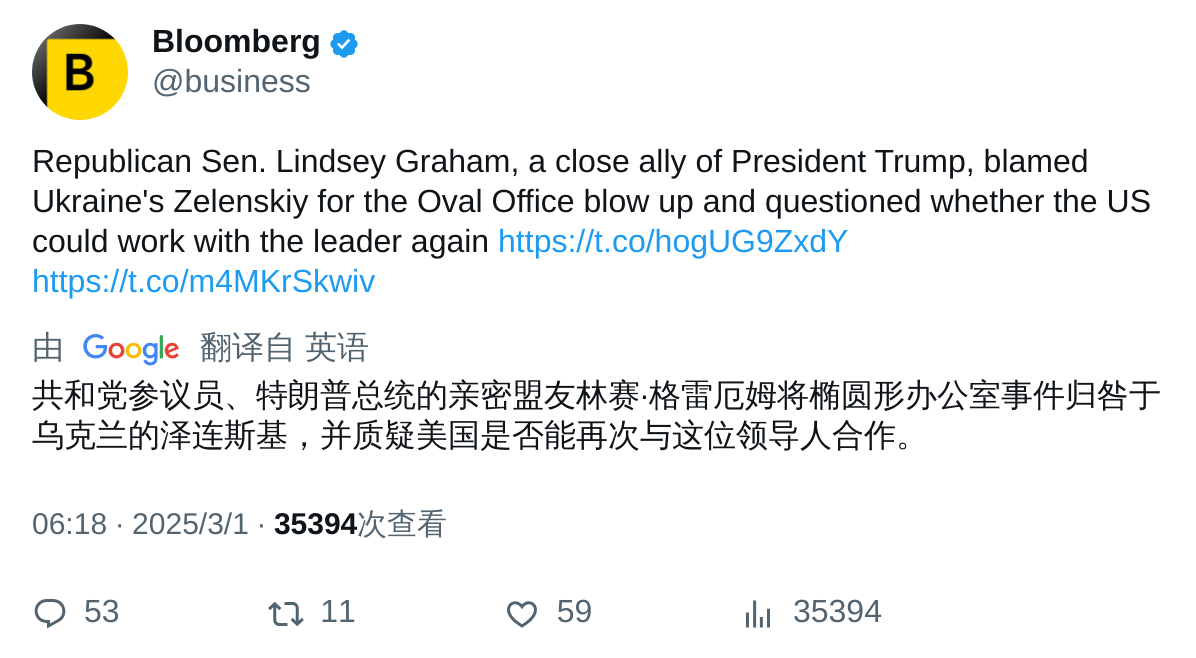 B
Bloomberg
@business
Republican Sen. Lindsey Graham, a close ally of President Trump, blamed
Ukraine's Zelenskiy for the Oval Office blow up and questioned whether the US
could work with the leader again https://t.co/hogUG9ZxdY
https://t.co/m4MKrSkwiv
由 Google 翻译自 英语
共和党参议员、特朗普总统的亲密盟友林赛·格雷厄姆将椭圆形办公室事件归咎于
乌克兰的泽连斯基，并质疑美国是否能再次与这位领导人合作。
06:18 · 2025/3/1 · 35394次查看
53 11 59 35394